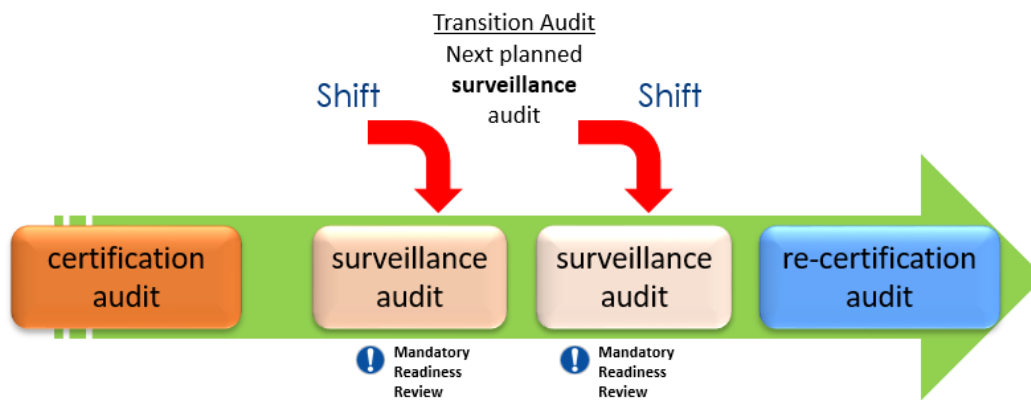 Transition Audit
Next planned
surveillance
audit
Shift
Shift
certification
audit
surveillance
audit
surveillance
audit
re-certification
audit
! Mandatory
Readiness
Review
! Mandatory
Readiness
Review